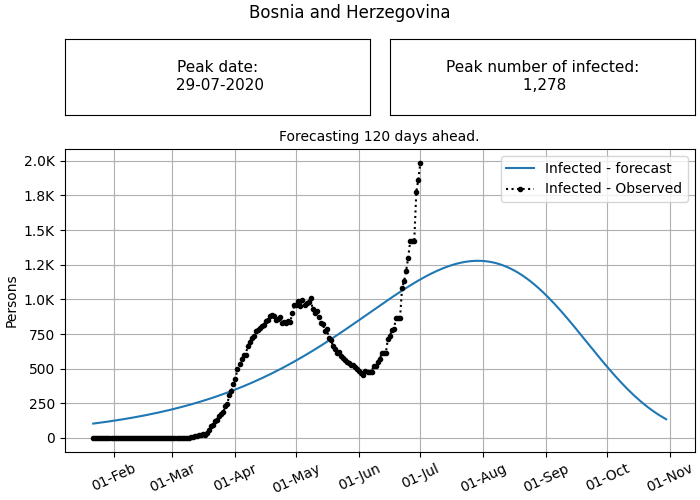 Bosnia and Herzegovina
Peak date:
29-07-2020
Peak number of infected:
1,278
Forecasting 120 days ahead.
Infected - forecast
Infected - Observed
Persons
2.0K
1.8K
1.5K
1.2K
1.0K
750
500
250
0
01-Feb
01-Mar
01-Apr
01-May
01-Jun
01-Jul
01-Aug
01-Sep
01-Oct
01-Nov